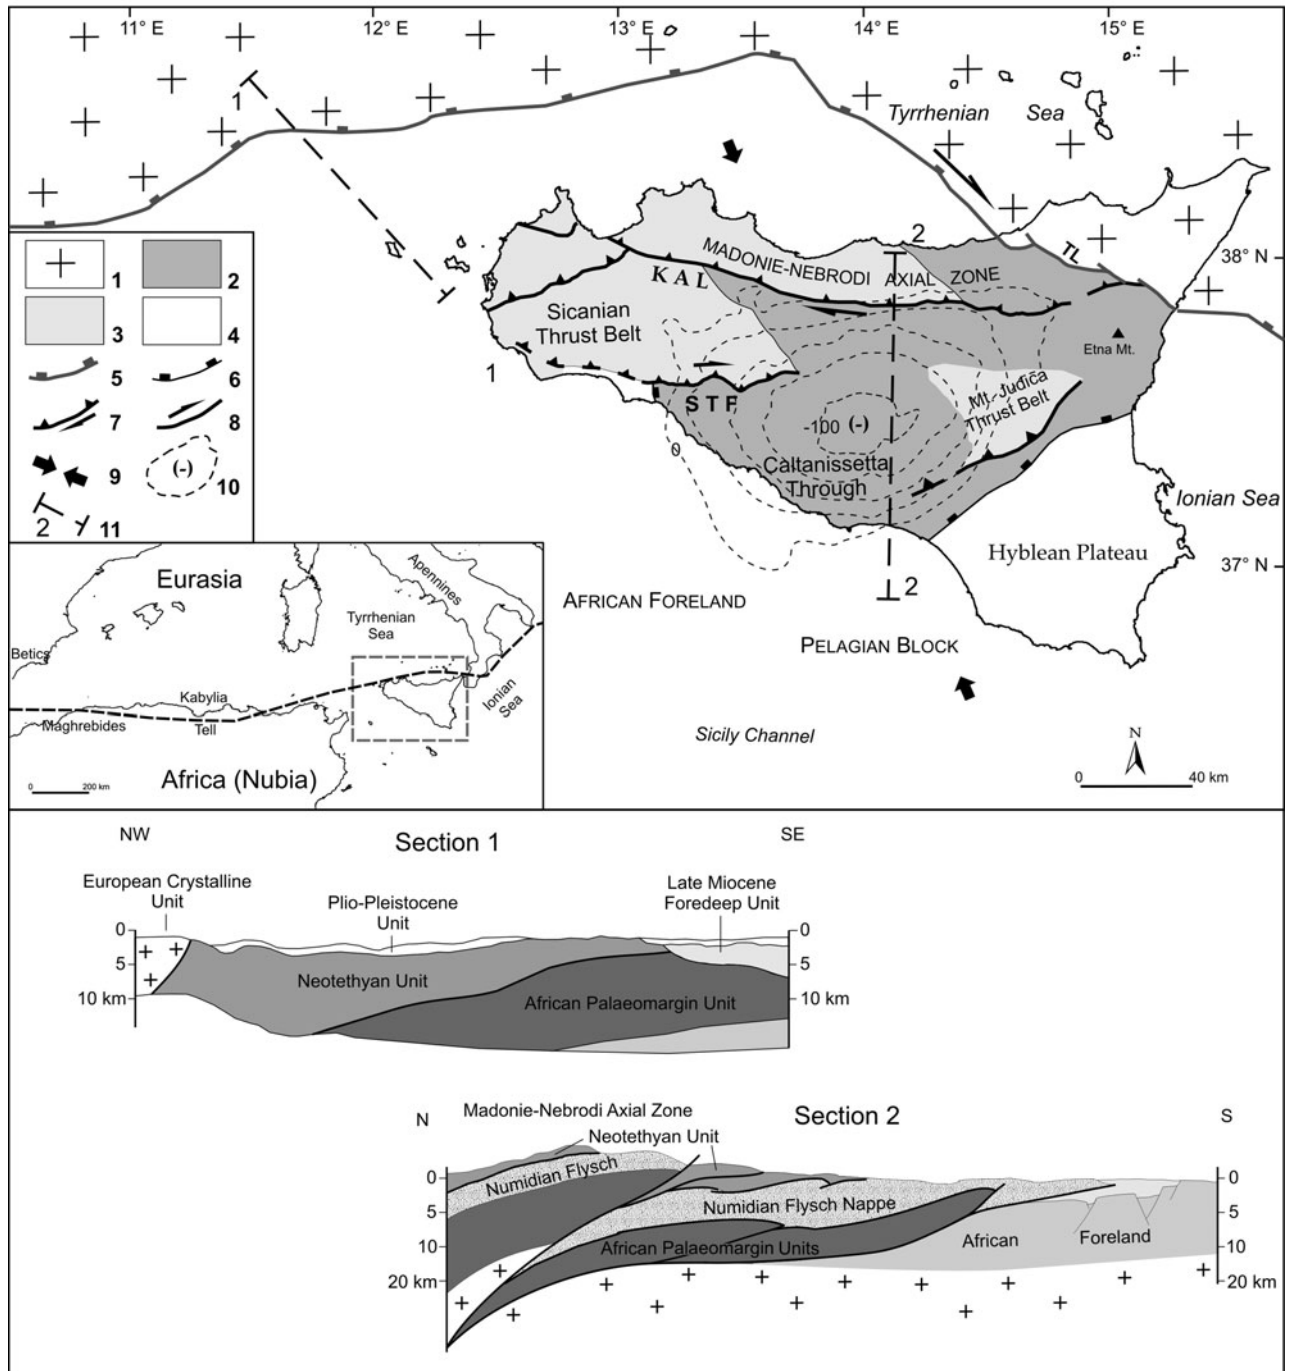 11° E
12° E
13° E
14° E
15° E
1
Tyrrhenian Sea
2
TL
38° N
MADONIE-NEBRODI AXIAL ZONE
K A L
Sicanian
Thrust Belt
Etna Mt.
1
S T F
Mt. Judica
Thrust Belt
-100 (-)
0
Caltanissetta
Through
Ionian Sea
Hyblean Plateau
37° N
AFRICAN FORELAND
2
PELAGIAN BLOCK
Sicily Channel
N
0 40 km
1
2
3
4
5
6
7
8
9
(-)
10
2
11
Eurasia
Apennines
Tyrrhenian
Sea
Betics
Kabylia
Ionian
Sea
Maghrebides
Tell
Africa (Nubia)
0 200 km
NW
Section 1
SE
European Crystalline
Unit
Plio-Pleistocene
Unit
Late Miocene
Foredeep Unit
0
0
5
5
Neotethyan Unit
10 km
African Palaeomargin Unit
10 km
N
Madonie-Nebrodi Axial Zone
Section 2
S
Neotethyan Unit
0
Numidian Flysch
0
5
Numidian Flysch Nappe
5
10
African Palaeomargin Units
African
Foreland
10
20 km
20 km